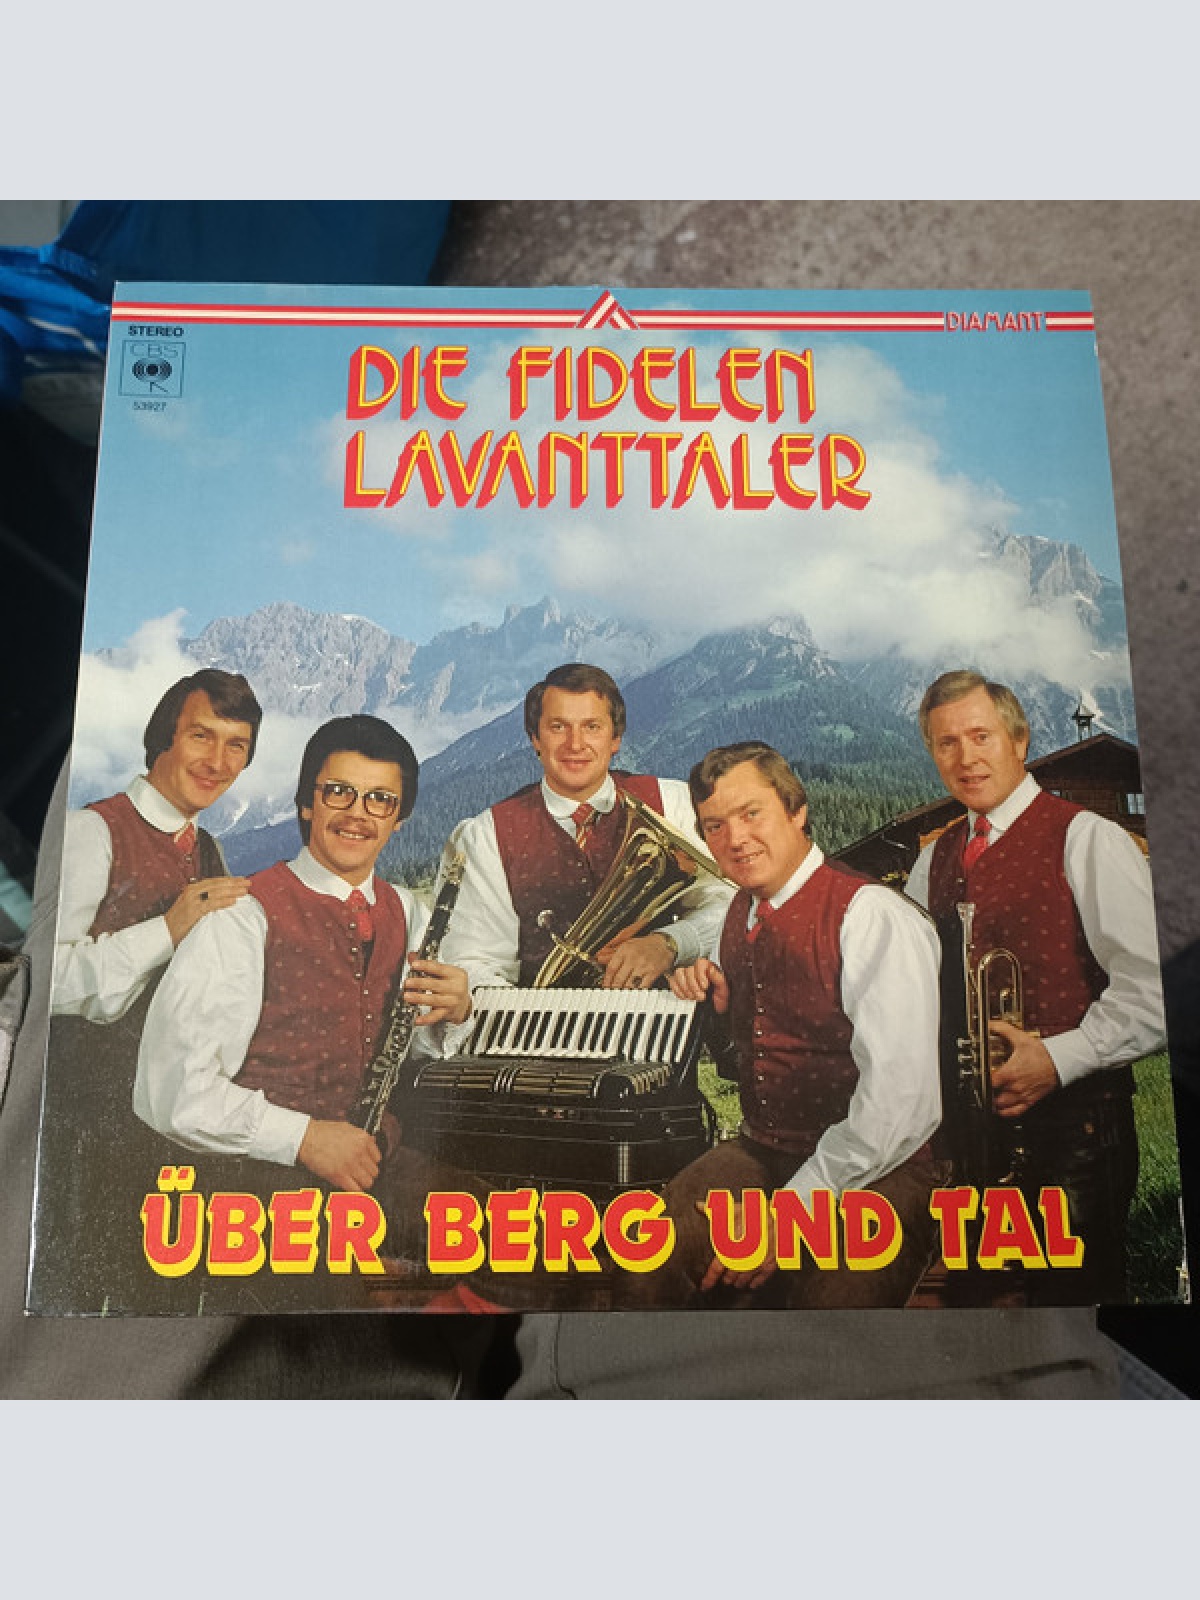 DIAMANT
STEREO
CBS
53927
DIE FIDELEN
LAVANTTALER
ÜBER BERG UND TAL